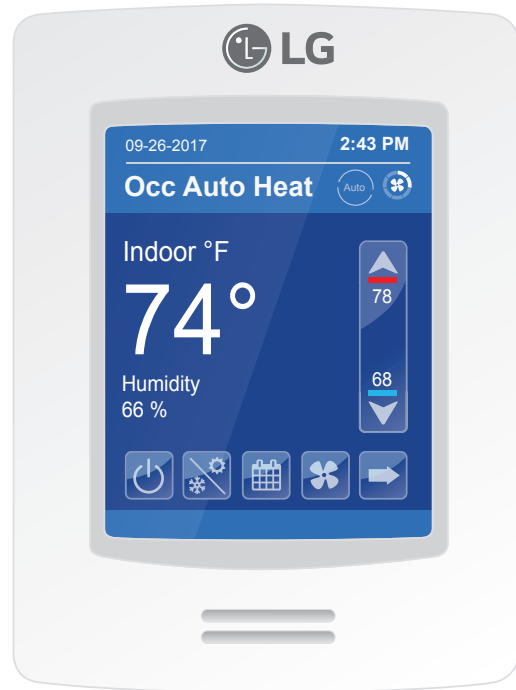 LG
09-26-2017 2:43 PM
Occ Auto Heat Auto
Indoor °F
74°
78
Humidity
66 %
68